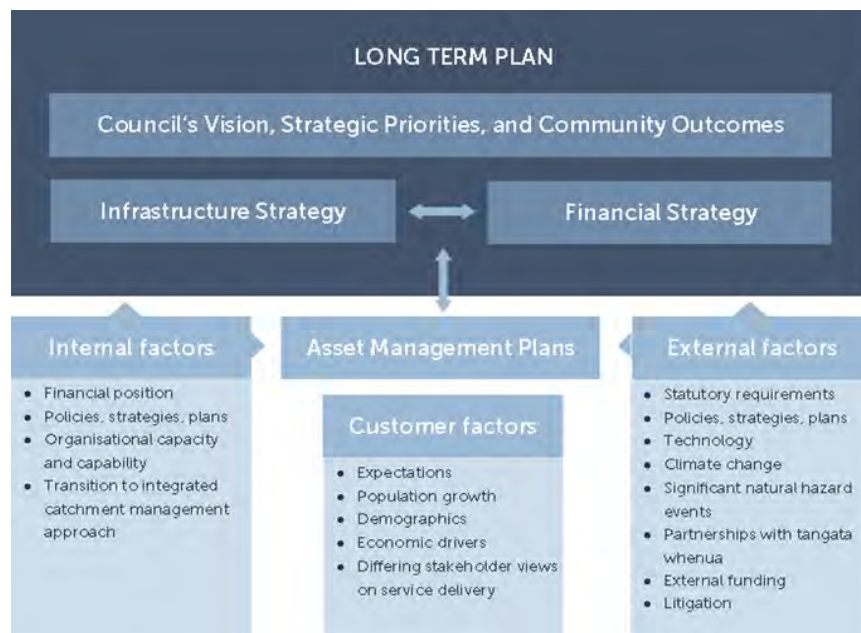 LONG TERM PLAN
Council's Vision, Strategic Priorities, and Community Outcomes
Infrastructure Strategy
Financial Strategy
Internal factors
• Financial position
• Policies, strategies, plans
• Organisational capacity
and capability
• Transition to integrated
catchment management
approach
Asset Management Plans
Customer factors
• Expectations
• Population growth
• Demographics
• Economic drivers
• Differing stakeholder views
on service delivery
External factors
• Statutory requirements
• Policies, strategies, plans
• Technology
• Climate change
• Significant natural hazard
events
• Partnerships with tangata
whenua
• External funding
• Litigation